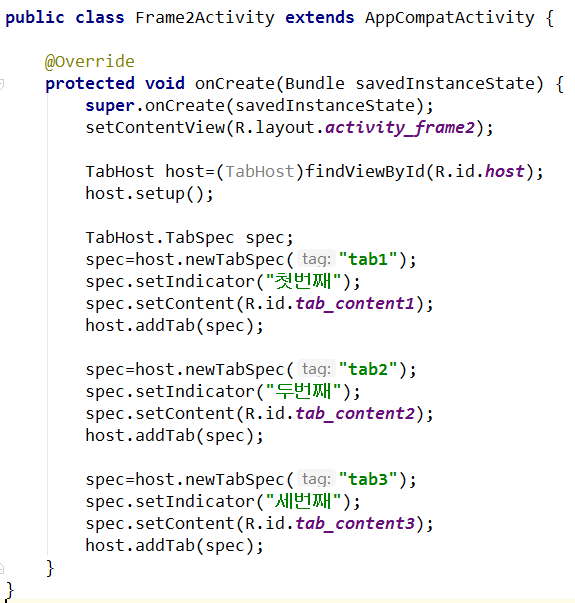 public class Frame2Activity extends AppCompatActivity {
@Override
protected void onCreate(Bundle savedInstanceState) {
super.onCreate(savedInstanceState);
setContentView(R.layout.activity_frame2);
TabHost host=(TabHost)findViewById(R.id.host);
host.setup();
TabHost.TabSpec spec;
spec=host.newTabSpec( tag: "tab1");
spec.setIndicator("첫번째");
spec.setContent(R.id.tab_content1);
host.addTab(spec);
spec=host.newTabSpec( tag: "tab2");
spec.setIndicator("두번째");
spec.setContent(R.id.tab_content2);
host.addTab(spec);
spec=host.newTabSpec( tag: "tab3");
spec.setIndicator("세번째");
spec.setContent(R.id.tab_content3);
host.addTab(spec);
}
}